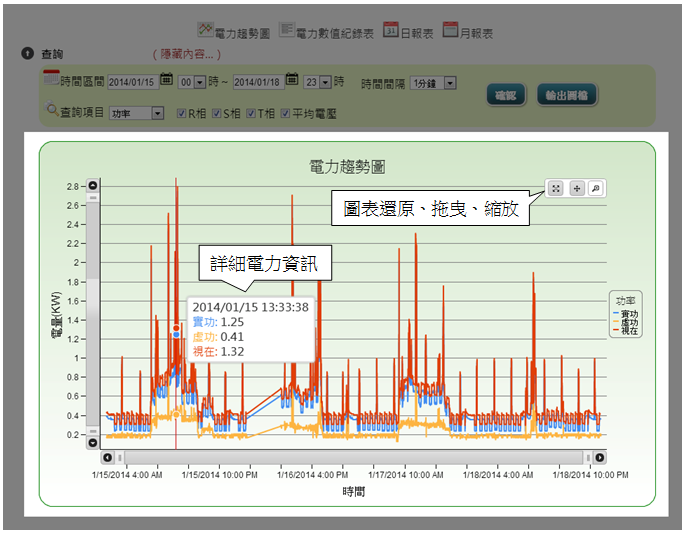 電力趨勢圖 電力數值紀錄表 日報表 月報表
查詢 ( 隱藏內容... )
時間區間 2014/01/15 00 時 ~ 2014/01/18 23 時 時間間隔 1分鐘 確認 輸出圖檔
查詢項目 功率 R相 S相 T相 平均電壓
電力趨勢圖
圖表還原、拖曳、縮放
詳細電力資訊
2014/01/15 13:33:38
實功: 1.25
虛功: 0.41
視在: 1.32
電量(KW)
2.8
2.6
2.4
2.2
2
1.8
1.6
1.4
1.2
1
0.8
0.6
0.4
0.2
功率
實功
虛功
視在
1/15/2014 4:00 AM 1/15/2014 10:00 PM 1/16/2014 4:00 PM 1/17/2014 10:00 AM 1/18/2014 4:00 AM 1/18/2014 10:00 PM
時間